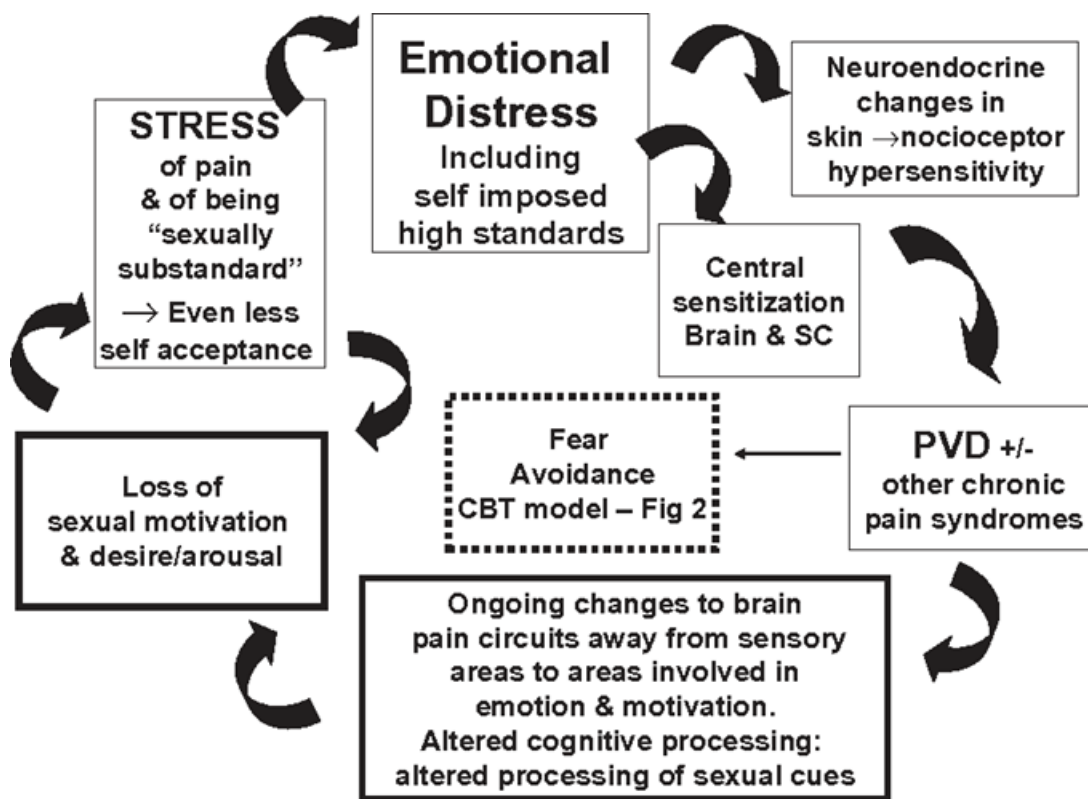 Emotional
Distress
Including
self imposed
high standards
Neuroendocrine
changes in
skin →nocioceptor
hypersensitivity
STRESS
of pain
& of being
“sexually
substandard”
→ Even less
self acceptance
Central
sensitization
Brain & SC
Fear
Avoidance
CBT model – Fig 2
PVD +/-
other chronic
pain syndromes
Loss of
sexual motivation
& desire/arousal
Ongoing changes to brain
pain circuits away from sensory
areas to areas involved in
emotion & motivation.
Altered cognitive processing:
altered processing of sexual cues